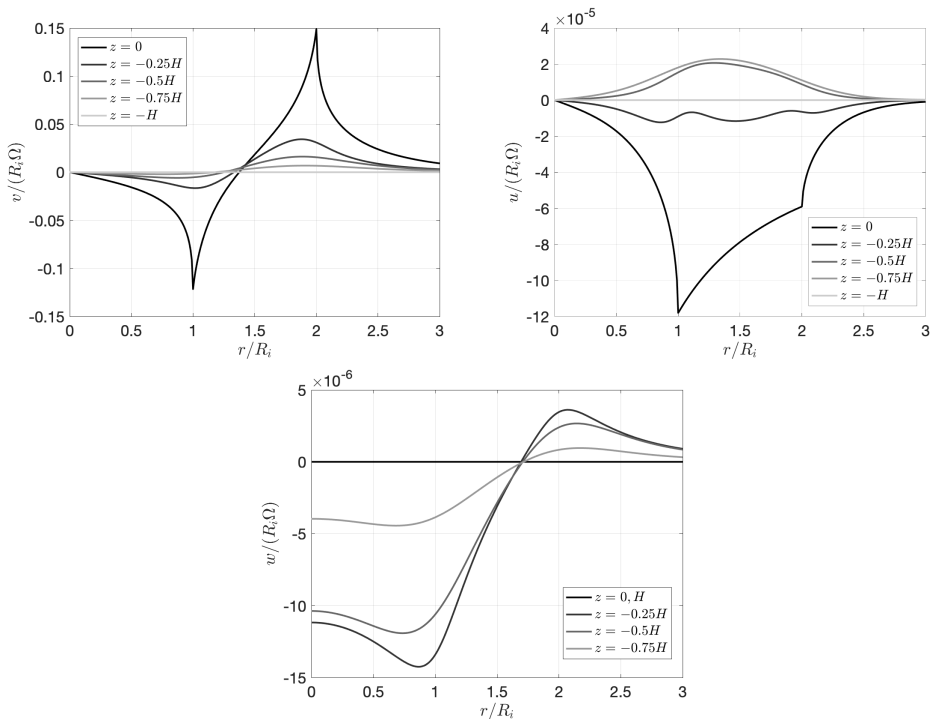 0.15
0.1
0.05
0
-0.05
-0.1
-0.15
v/(R_iΩ)
z = 0
z = −0.25H
z = −0.5H
z = −0.75H
z = −H
0 0.5 1 1.5 2 2.5 3
r/R_i
×10^-5
4
2
0
-2
-4
-6
-8
-10
-12
u/(R_iΩ)
z = 0
z = −0.25H
z = −0.5H
z = −0.75H
z = −H
0 0.5 1 1.5 2 2.5 3
r/R_i
×10^-6
5
0
-5
-10
-15
w/(R_iΩ)
z = 0, H
z = −0.25H
z = −0.5H
z = −0.75H
0 0.5 1 1.5 2 2.5 3
r/R_i